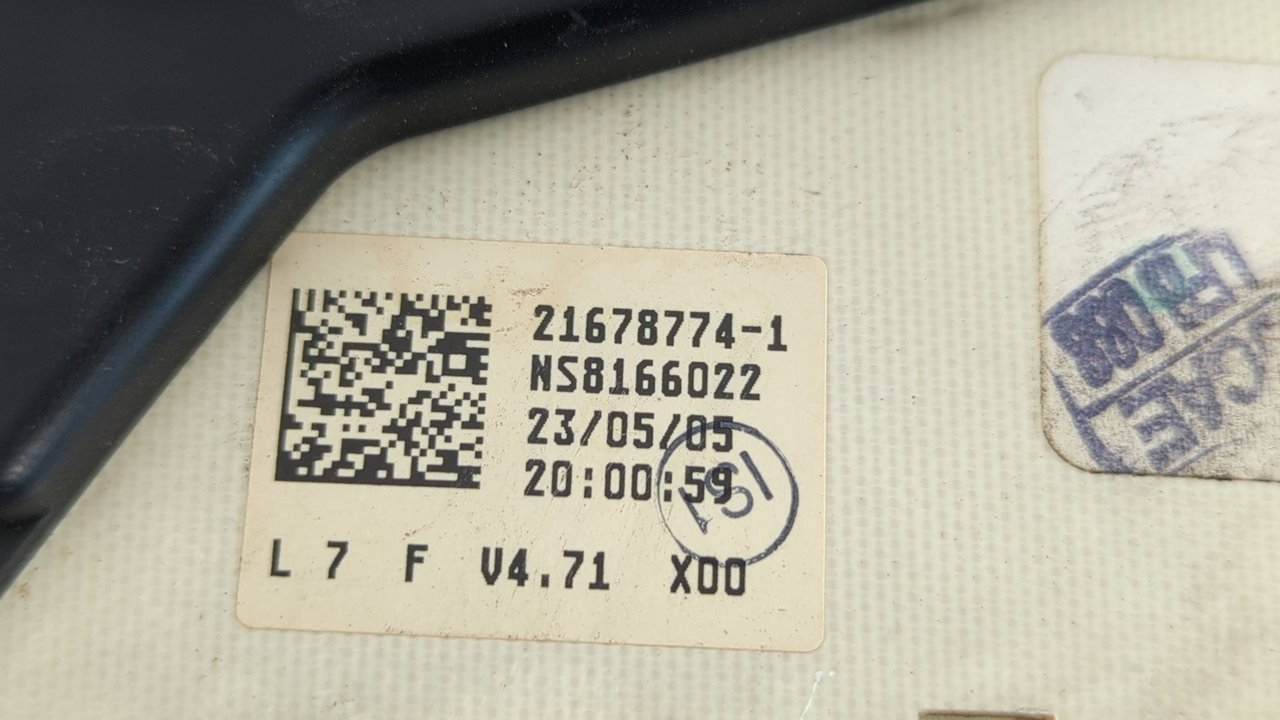 21678774-1
NS8166022
23/05/05
20:00:59
L 7 F V4.71 X00